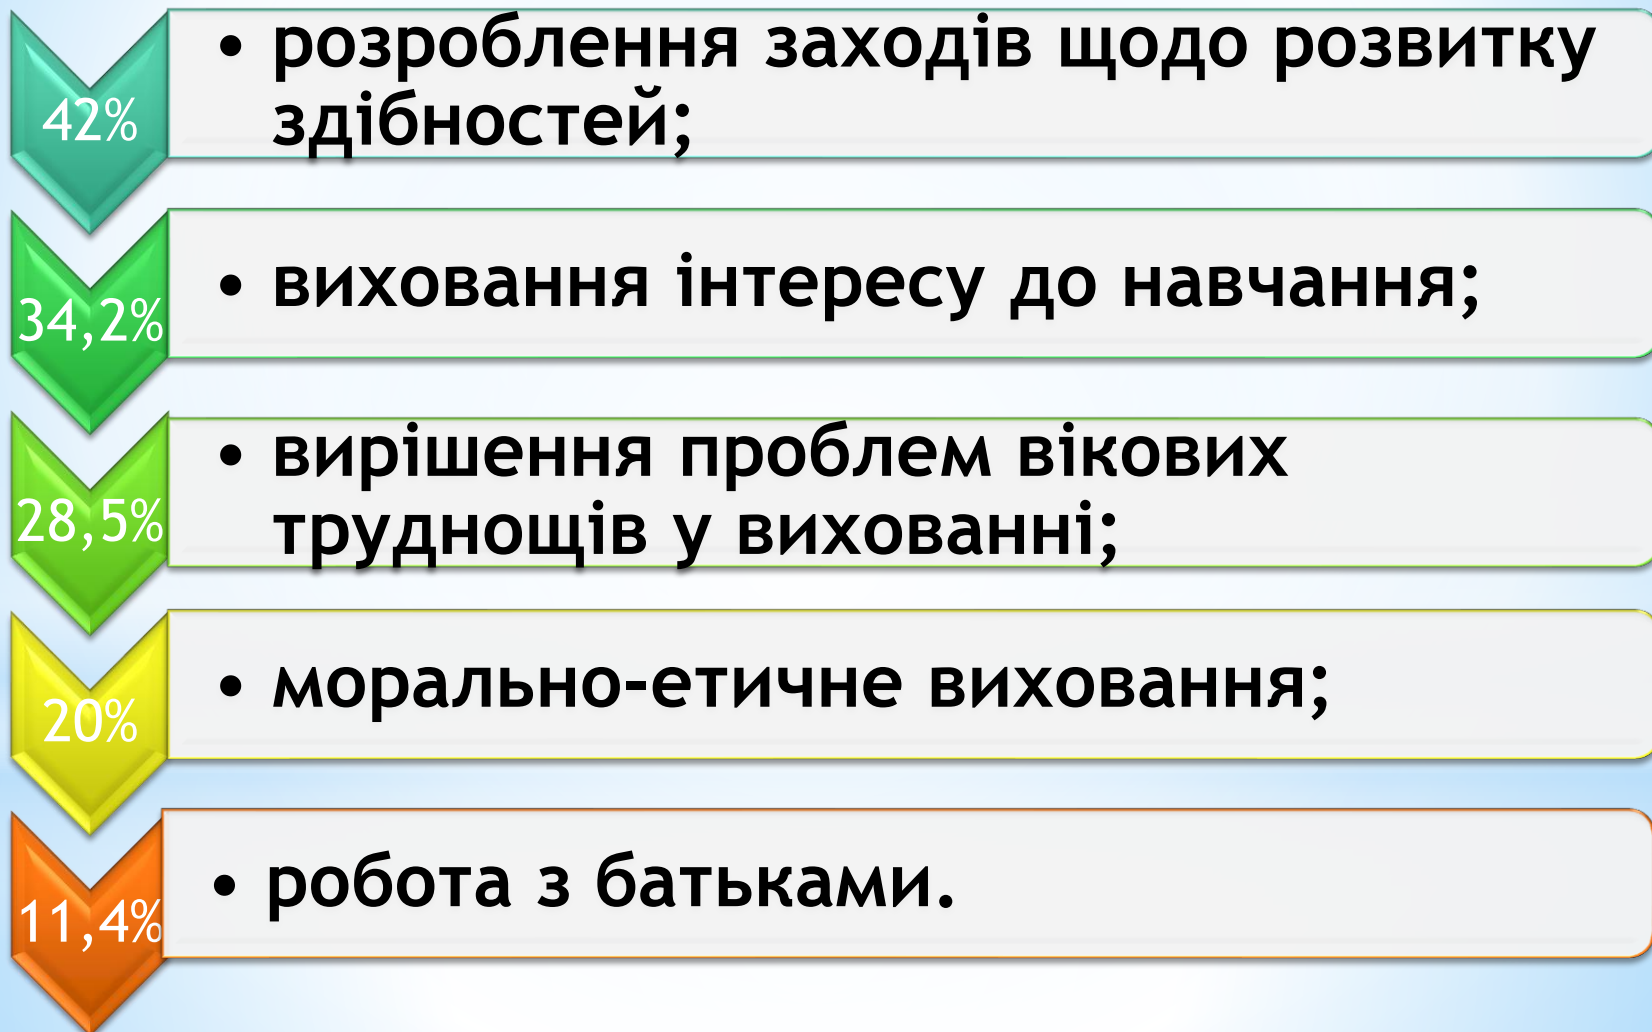 42%
• розроблення заходів щодо розвитку
здібностей;
34,2%
• виховання інтересу до навчання;
28,5%
• вирішення проблем вікових
труднощів у вихованні;
20%
• морально-етичне виховання;
11,4%
• робота з батьками.